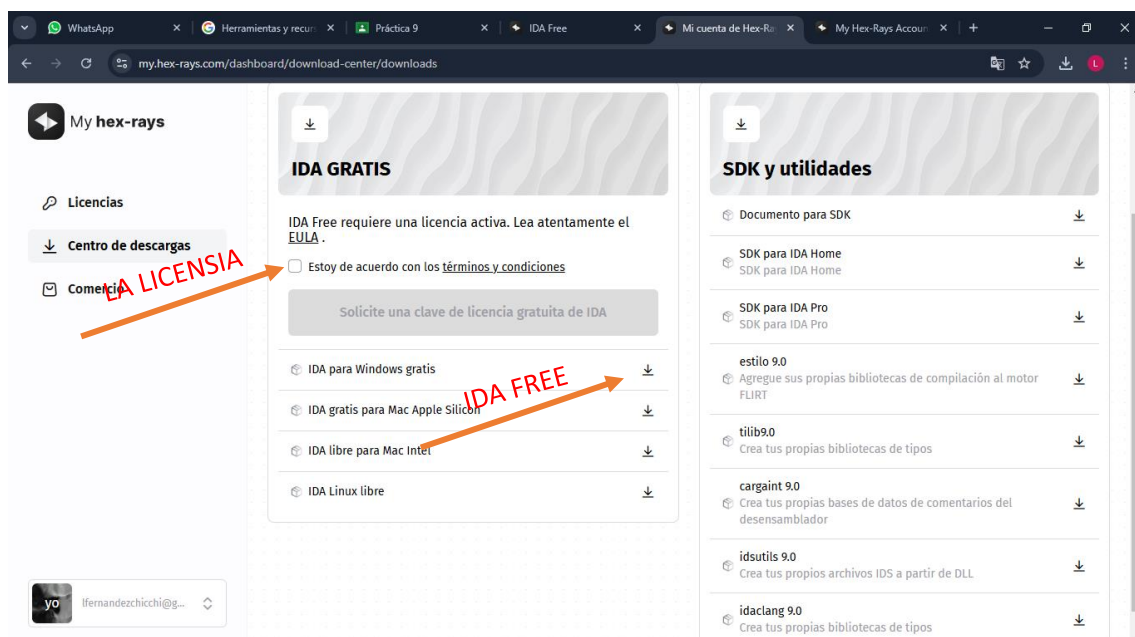 WhatsApp
Herramientas y recur
Práctica 9
IDA Free
Mi cuenta de Hex-Ra
My Hex-Rays Accoun
my.hex-rays.com/dashboard/download-center/downloads
L
My hex-rays
Licencias
Centro de descargas
Comercio
LA LICENSIA
IDA GRATIS
IDA Free requiere una licencia activa. Lea atentamente el
EULA .
Estoy de acuerdo con los términos y condiciones
Solicite una clave de licencia gratuita de IDA
IDA para Windows gratis
IDA gratis para Mac Apple Silicon
IDA libre para Mac Intel
IDA Linux libre
IDA FREE
SDK y utilidades
Documento para SDK
SDK para IDA Home
SDK para IDA Home
SDK para IDA Pro
SDK para IDA Pro
estilo 9.0
Agregue sus propias bibliotecas de compilación al motor
FLIRT
tilib9.0
Crea tus propias bibliotecas de tipos
cargaint 9.0
Crea tus propias bases de datos de comentarios del
desensamblador
idsutils 9.0
Crea tus propios archivos IDS a partir de DLL
idaclang 9.0
Crea tus propias bibliotecas de tipos
yo
lfernandezchicchi@g...